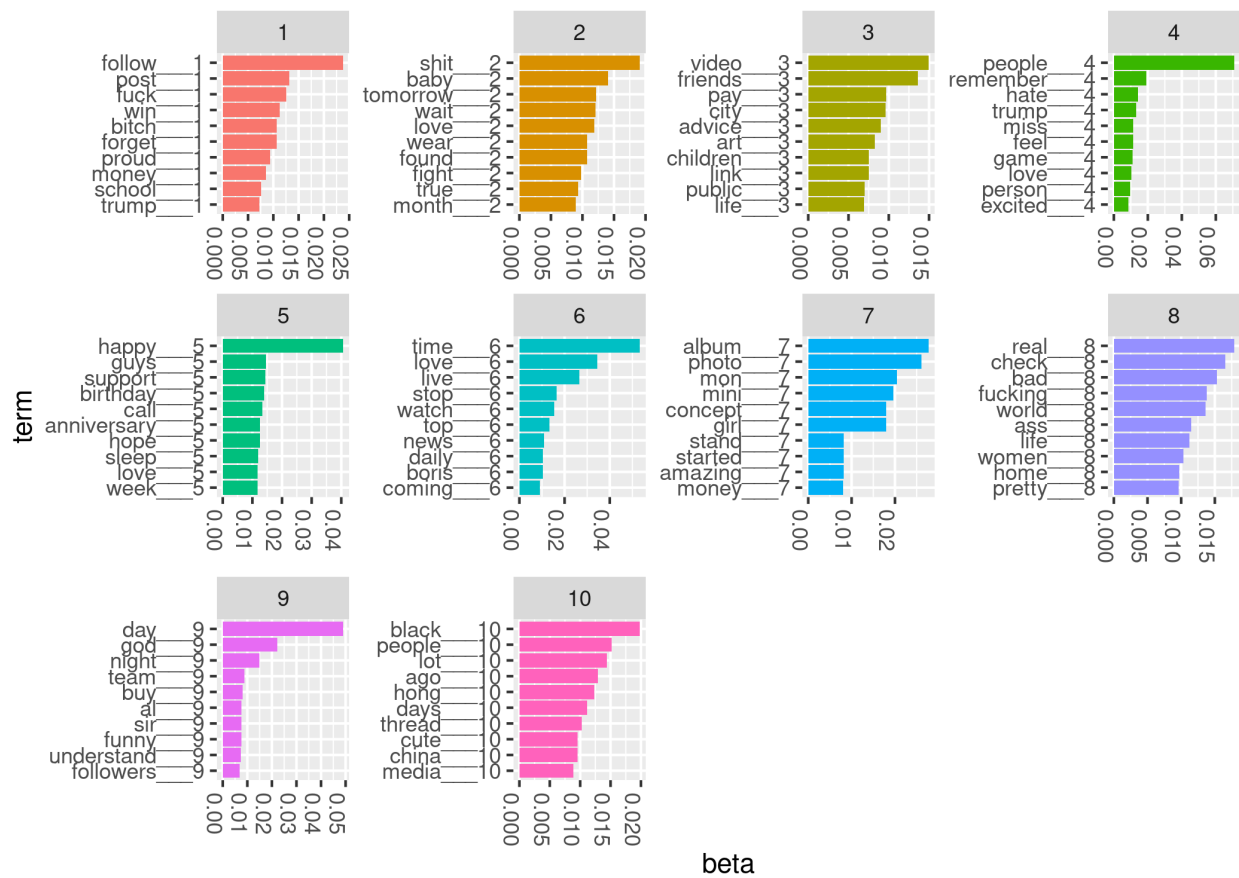 1
follow___1
post___1
fuck___1
win___1
bitch___1
forget___1
proud___1
money___1
school___1
trump___1
0.000
0.005
0.010
0.015
0.020
0.025
2
shit___2
baby___2
tomorrow___2
wait___2
love___2
wear___2
found___2
fight___2
true___2
month___2
0.000
0.005
0.010
0.015
0.020
3
video___3
friends___3
pay___3
city___3
advice___3
art___3
children___3
link___3
public___3
life___3
0.000
0.005
0.010
0.015
4
people___4
remember___4
hate___4
trump___4
miss___4
feel___4
game___4
love___4
person___4
excited___4
0.00
0.02
0.04
0.06
5
happy___5
guys___5
support___5
birthday___5
call___5
anniversary___5
hope___5
sleep___5
love___5
week___5
0.00
0.01
0.02
0.03
0.04
6
time___6
love___6
live___6
stop___6
watch___6
top___6
news___6
daily___6
boris___6
coming___6
0.00
0.02
0.04
7
album___7
photo___7
mon___7
mini___7
concept___7
girl___7
stand___7
started___7
amazing___7
money___7
0.00
0.01
0.02
8
real___8
check___8
bad___8
fucking___8
world___8
ass___8
life___8
women___8
home___8
pretty___8
0.000
0.005
0.010
0.015
9
day___9
god___9
night___9
team___9
buy___9
al___9
sir___9
funny___9
understand___9
followers___9
0.00
0.01
0.02
0.03
0.04
0.05
10
black___10
people___10
lot___10
ago___10
hong___10
days___10
thread___10
cute___10
china___10
media___10
0.000
0.005
0.010
0.015
0.020
term
beta